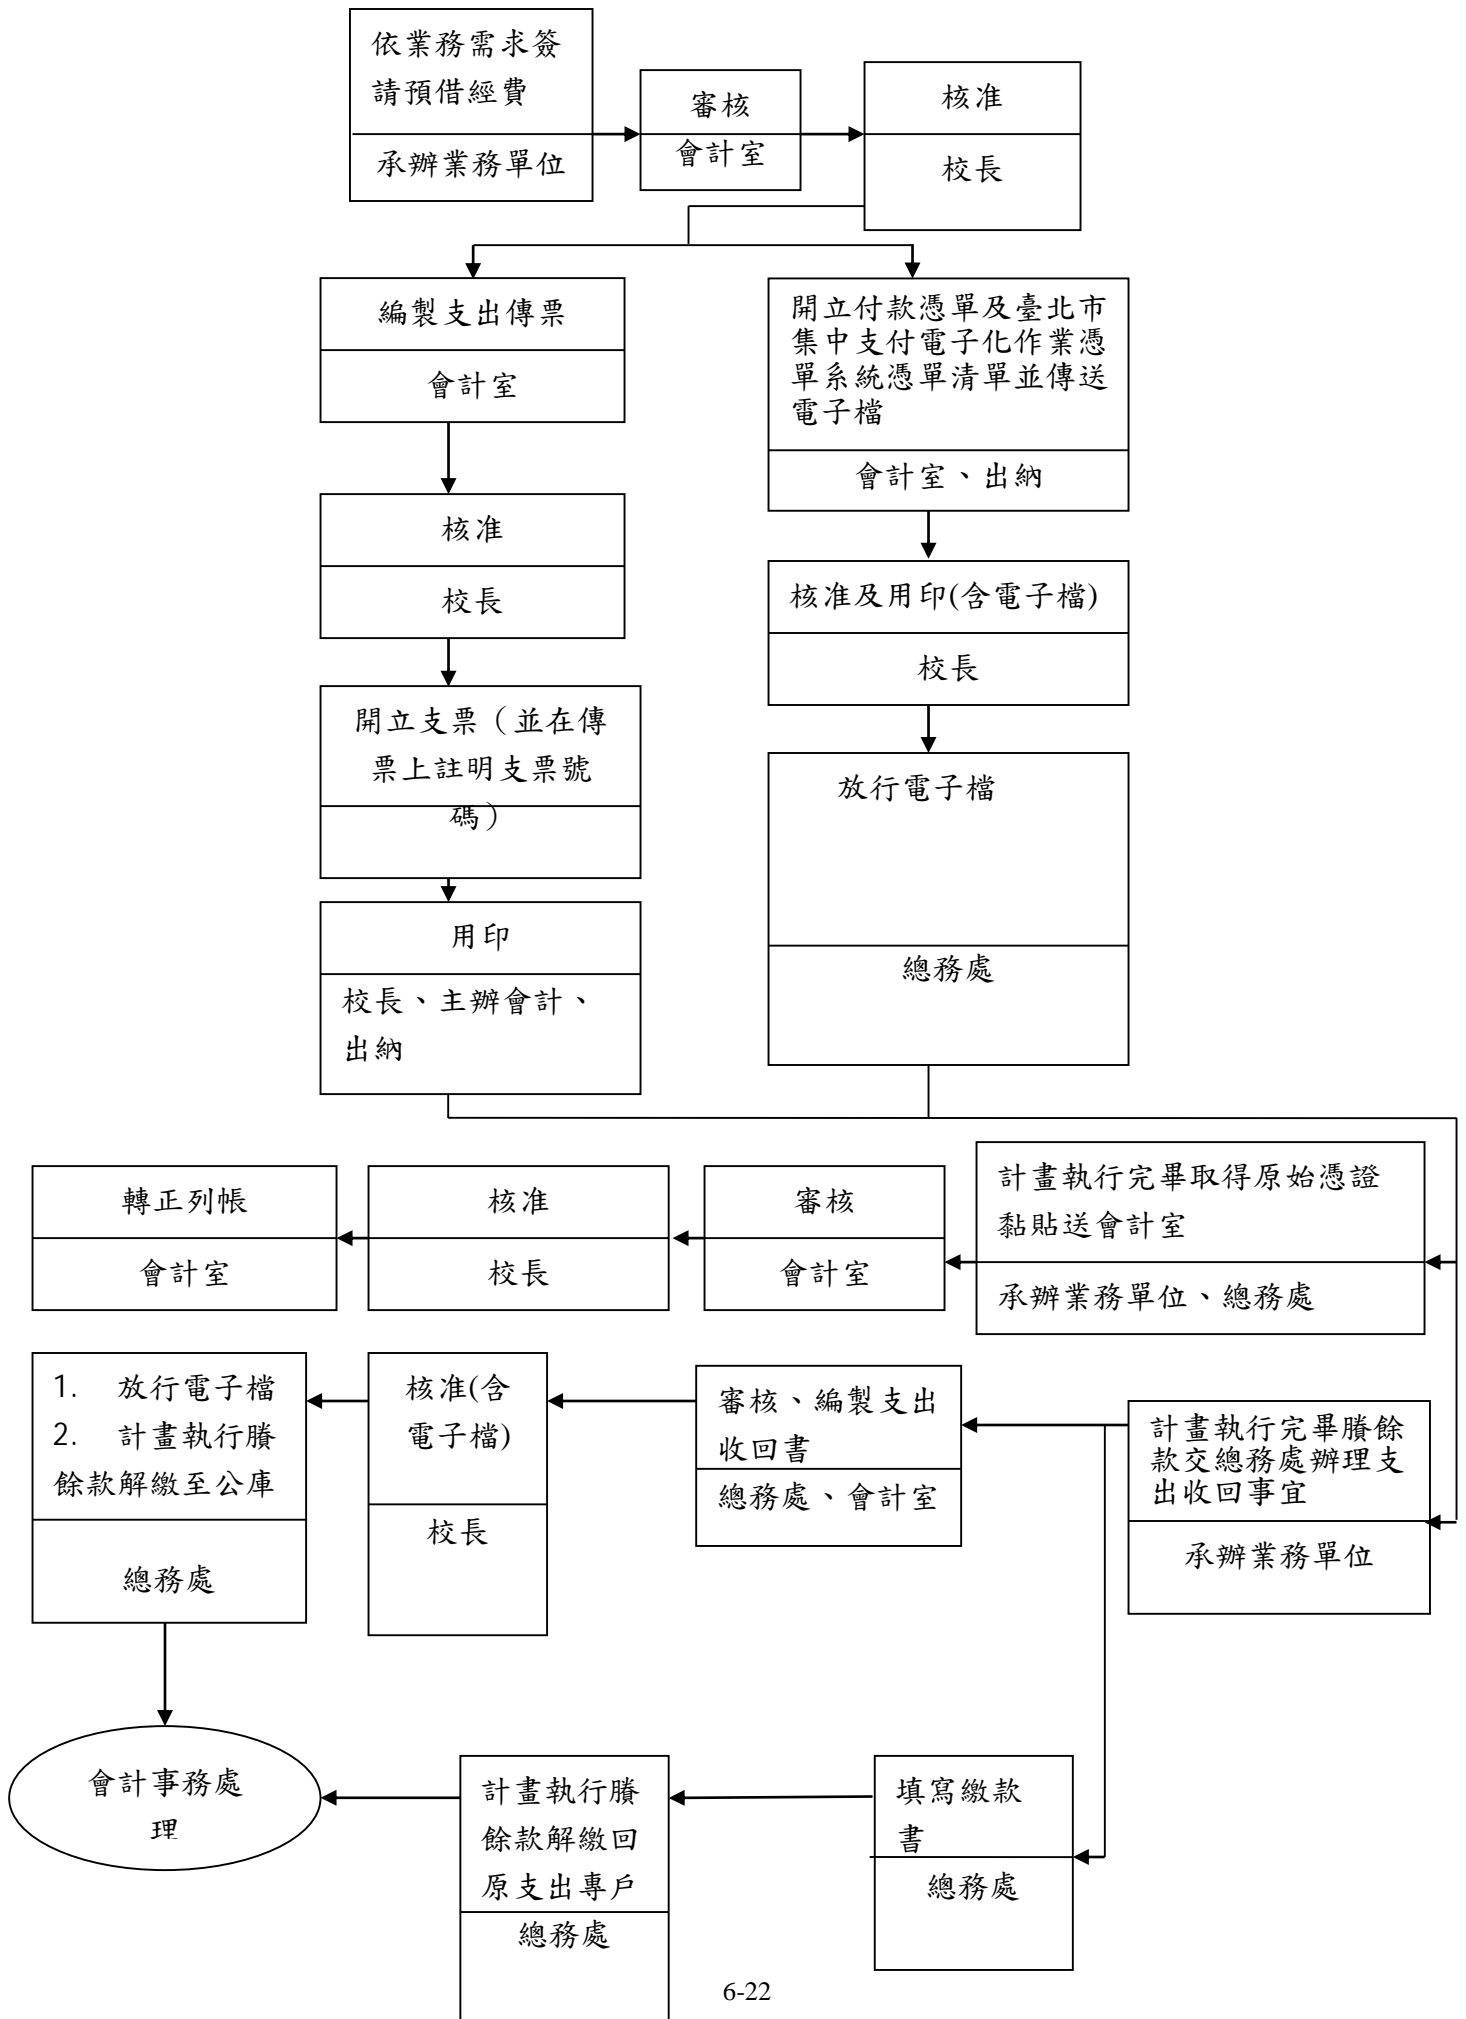 依業務需求簽
請預借經費
承辦業務單位
審核
會計室
核准
校長
編製支出傳票
會計室
開立付款憑單及臺北市
集中支付電子化作業憑
單系統憑單清單並傳送
電子檔
會計室、出納
核准
校長
核准及用印(含電子檔)
校長
開立支票（並在傳
票上註明支票號
碼）
放行電子檔
總務處
用印
校長、主辦會計、
出納
計畫執行完畢取得原始憑證
黏貼送會計室
承辦業務單位、總務處
審核
會計室
核准
校長
轉正列帳
會計室
計畫執行完畢賸餘
款交總務處辦理支
出收回事宜
承辦業務單位
審核、編製支出
收回書
總務處、會計室
核准(含
電子檔)
校長
1. 放行電子檔
2. 計畫執行賸
餘款解繳至公庫
總務處
會計事務處
理
計畫執行賸
餘款解繳回
原支出專戶
總務處
填寫繳款
書
總務處
6-22